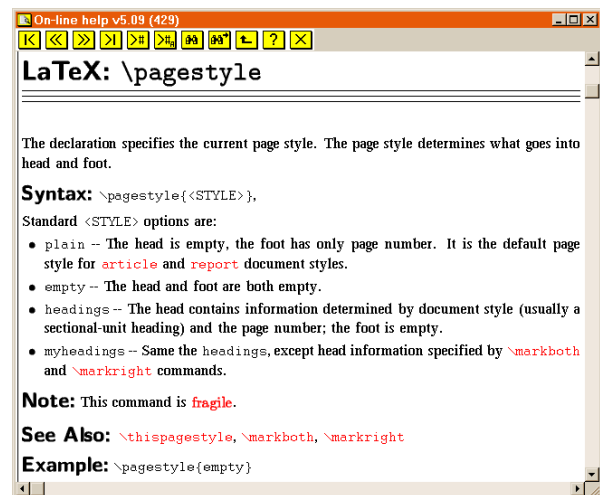 On-line help v5.09 (429)
LaTeX: \pagestyle
The declaration specifies the current page style. The page style determines what goes into
head and foot.
Syntax: \pagestyle{<STYLE>},
Standard <STYLE> options are:
• plain -- The head is empty, the foot has only page number. It is the default page
style for article and report document styles.
• empty -- The head and foot are both empty.
• headings -- The head contains information determined by document style (usually a
sectional-unit heading) and the page number; the foot is empty.
• myheadings -- Same the headings, except head information specified by \markboth
and \markright commands.
Note: This command is fragile.
See Also: \thispagestyle, \markboth, \markright
Example: \pagestyle{empty}